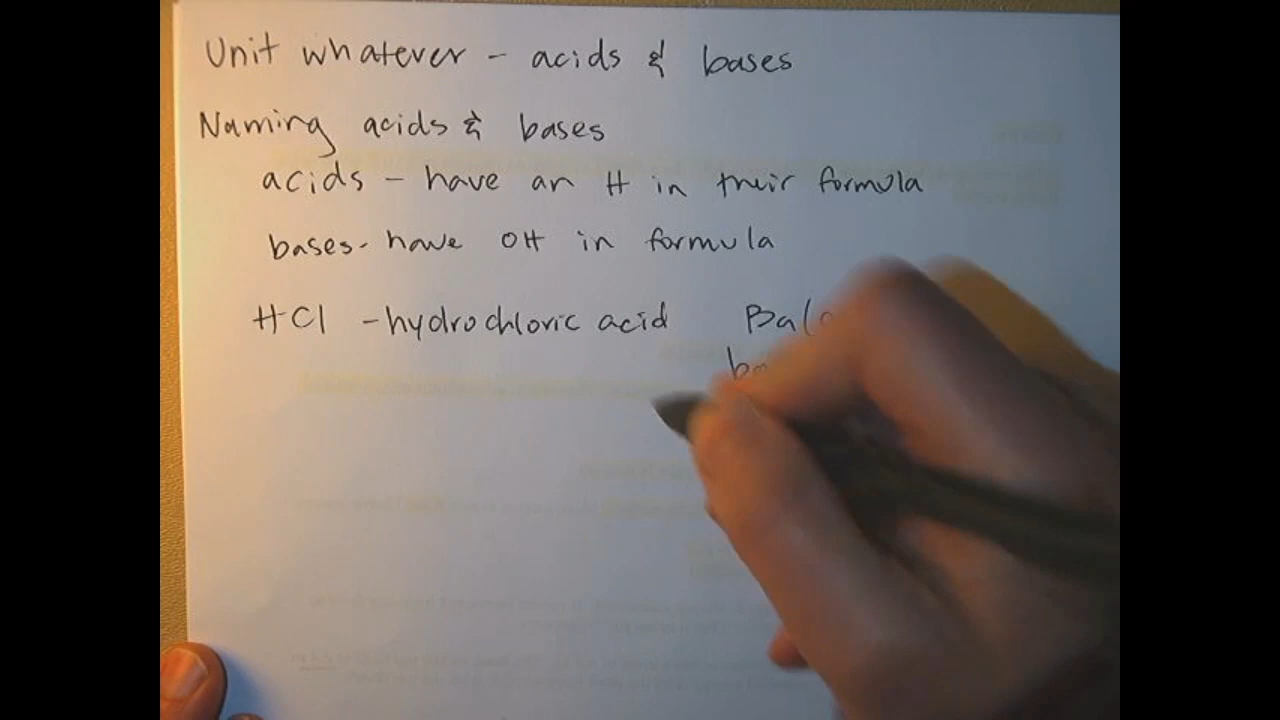 Unit whatever - acids & bases
Naming acids & bases
acids - have an H in their formula
bases - have OH in formula
HCl - hydrochloric acid